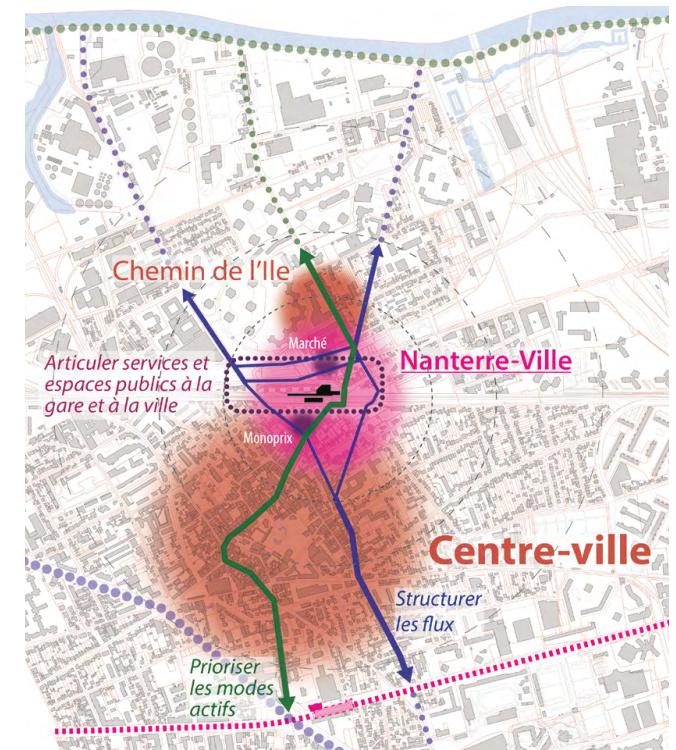 Chemin de l'Ile
Marché
Nanterre-Ville
Articuler services et
espaces publics à la
gare et à la ville
Monoprix
Centre-ville
Structurer
les flux
Prioriser
les modes
actifs